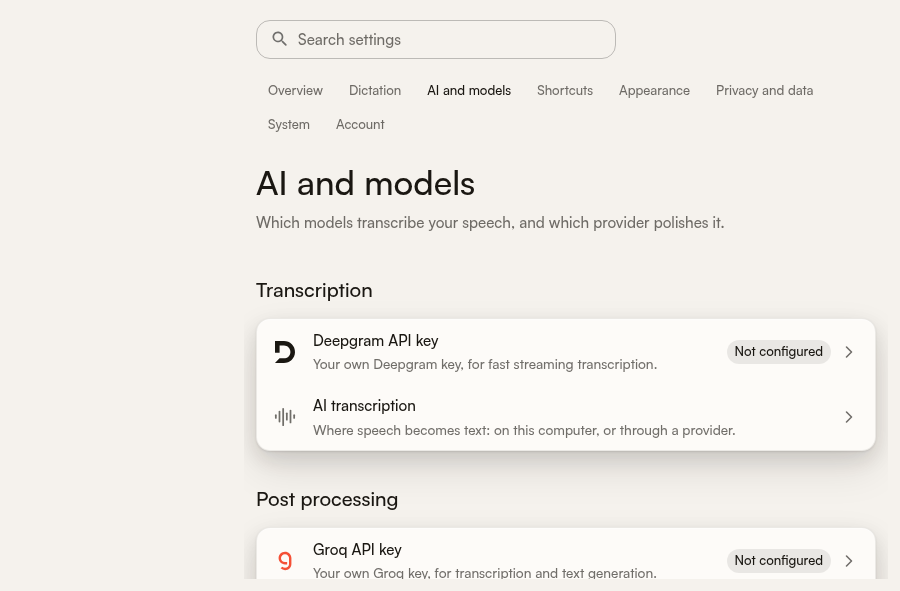 Search settings
Overview Dictation AI and models Shortcuts Appearance Privacy and data
System Account
AI and models
Which models transcribe your speech, and which provider polishes it.
Transcription
Deepgram API key
Your own Deepgram key, for fast streaming transcription.
Not configured
AI transcription
Where speech becomes text: on this computer, or through a provider.
Post processing
Groq API key
Your own Groq key, for transcription and text generation.
Not configured